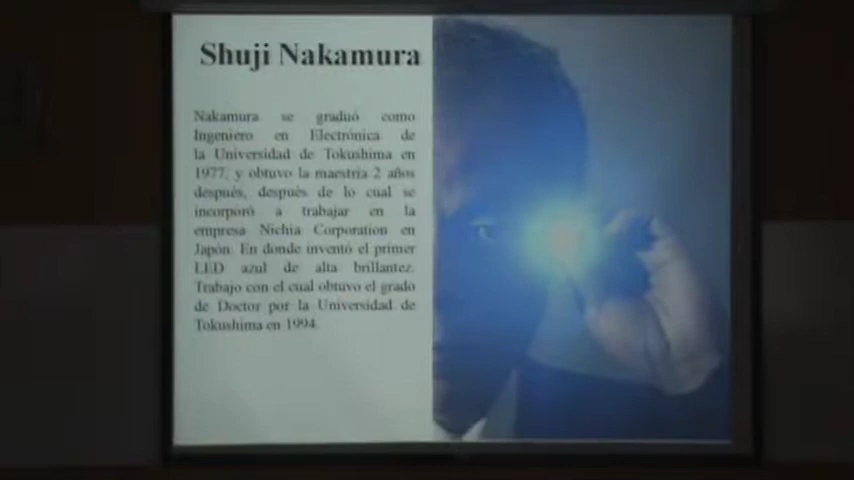 Shuji Nakamura
Nakamura se graduó como
Ingeniero en Electrónica de
la Universidad de Tokushima en
1977, y obtuvo la maestría 2 años
después, después de lo cual se
incorporó a trabajar en la
empresa Nichia Corporation en
Japón. En donde inventó el primer
LED azul de alta brillantez.
Trabajo con el cual obtuvo el grado
de Doctor por la Universidad de
Tokushima en 1994.